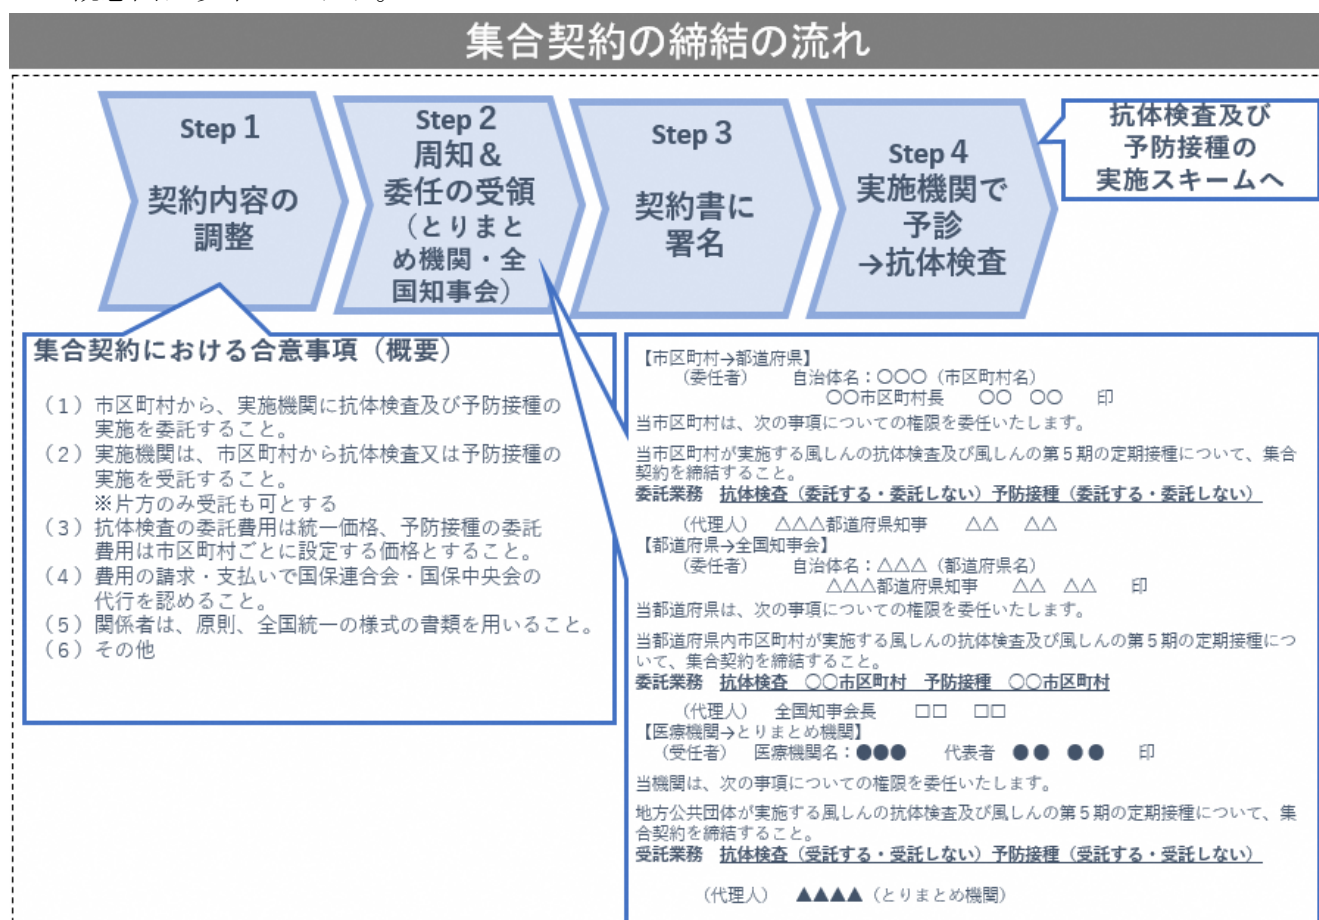 集合契約の締結の流れ
Step 1
契約内容の
調整
Step 2
周知＆
委任の受領
（とりまと
め機関・全
国知事会）
Step 3
契約書に
署名
Step 4
実施機関で
予診
→抗体検査
抗体検査及び
予防接種の
実施スキームへ
集合契約における合意事項（概要）
（１）市区町村から、実施機関に抗体検査及び予防接種の
実施を委託すること。
（２）実施機関は、市区町村から抗体検査又は予防接種の
実施を受託すること。
※片方のみ受託も可とする
（３）抗体検査の委託費用は統一価格、予防接種の委託
費用は市区町村ごとに設定する価格とすること。
（４）費用の請求・支払いで国保連合会・国保中央会の
代行を認めること。
（５）関係者は、原則、全国統一の様式の書類を用いること。
（６）その他
【市区町村→都道府県】
（委任者）　自治体名：〇〇〇（市区町村名）
〇〇市区町村長　〇〇　〇〇　印
当市区町村は、次の事項についての権限を委任いたします。
当市区町村が実施する風しんの抗体検査及び風しんの第５期の定期接種について、集合
契約を締結すること。
委託業務　抗体検査（委託する・委託しない）予防接種（委託する・委託しない）
（代理人）　△△△都道府県知事　△△　△△
【都道府県→全国知事会】
（委任者）　自治体名：△△△（都道府県名）
△△△都道府県知事　△△　△△　印
当都道府県は、次の事項についての権限を委任いたします。
当都道府県内市区町村が実施する風しんの抗体検査及び風しんの第５期の定期接種につ
いて、集合契約を締結すること。
委託業務　抗体検査　〇〇市区町村　予防接種　〇〇市区町村
（代理人）　全国知事会長　□□　□□
【医療機関→とりまとめ機関】
（受任者）　医療機関名：●●●　代表者　●●　●●　印
当機関は、次の事項についての権限を委任いたします。
地方公共団体が実施する風しんの抗体検査及び風しんの第５期の定期接種について、集
合契約を締結すること。
受託業務　抗体検査（受託する・受託しない）予防接種（受託する・受託しない）
（代理人）　▲▲▲▲（とりまとめ機関）